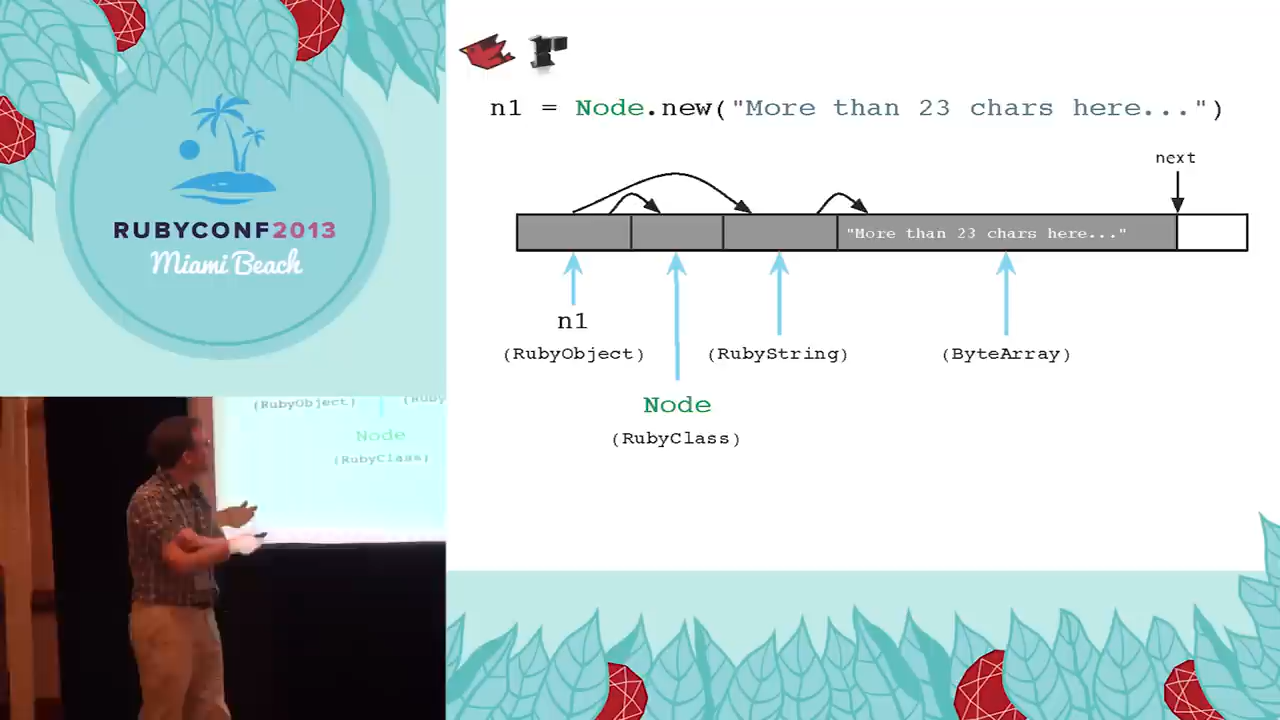 RUBYCONF2013
Miami Beach
n1 = Node.new("More than 23 chars here...")
next
"More than 23 chars here..."
n1
(RubyObject)
(RubyString)
(ByteArray)
Node
(RubyClass)
(RubyObject)
(Ruby
Node
(RubyClass)